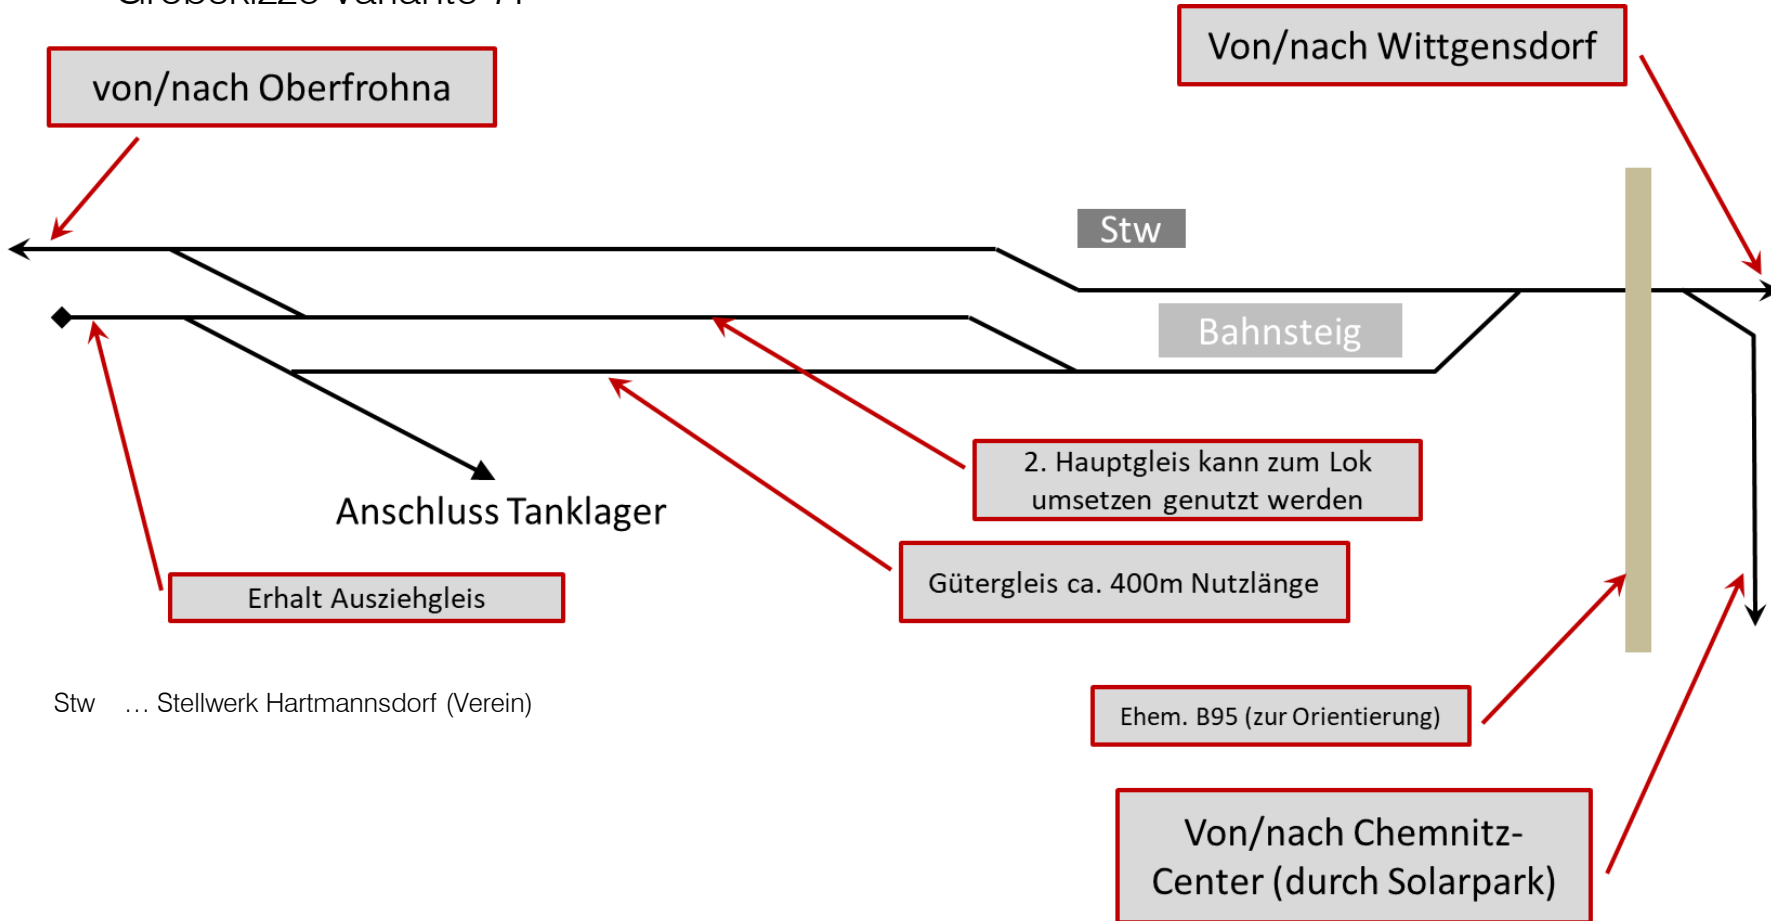 Grobskizze Variante A
Von/nach Wittgensdorf
von/nach Oberfrohna
Stw
Bahnsteig
2. Hauptgleis kann zum Lok
umsetzen genutzt werden
Anschluss Tanklager
Gütergleis ca. 400m Nutzlänge
Erhalt Ausziehgleis
Stw … Stellwerk Hartmannsdorf (Verein)
Ehem. B95 (zur Orientierung)
Von/nach Chemnitz-
Center (durch Solarpark)